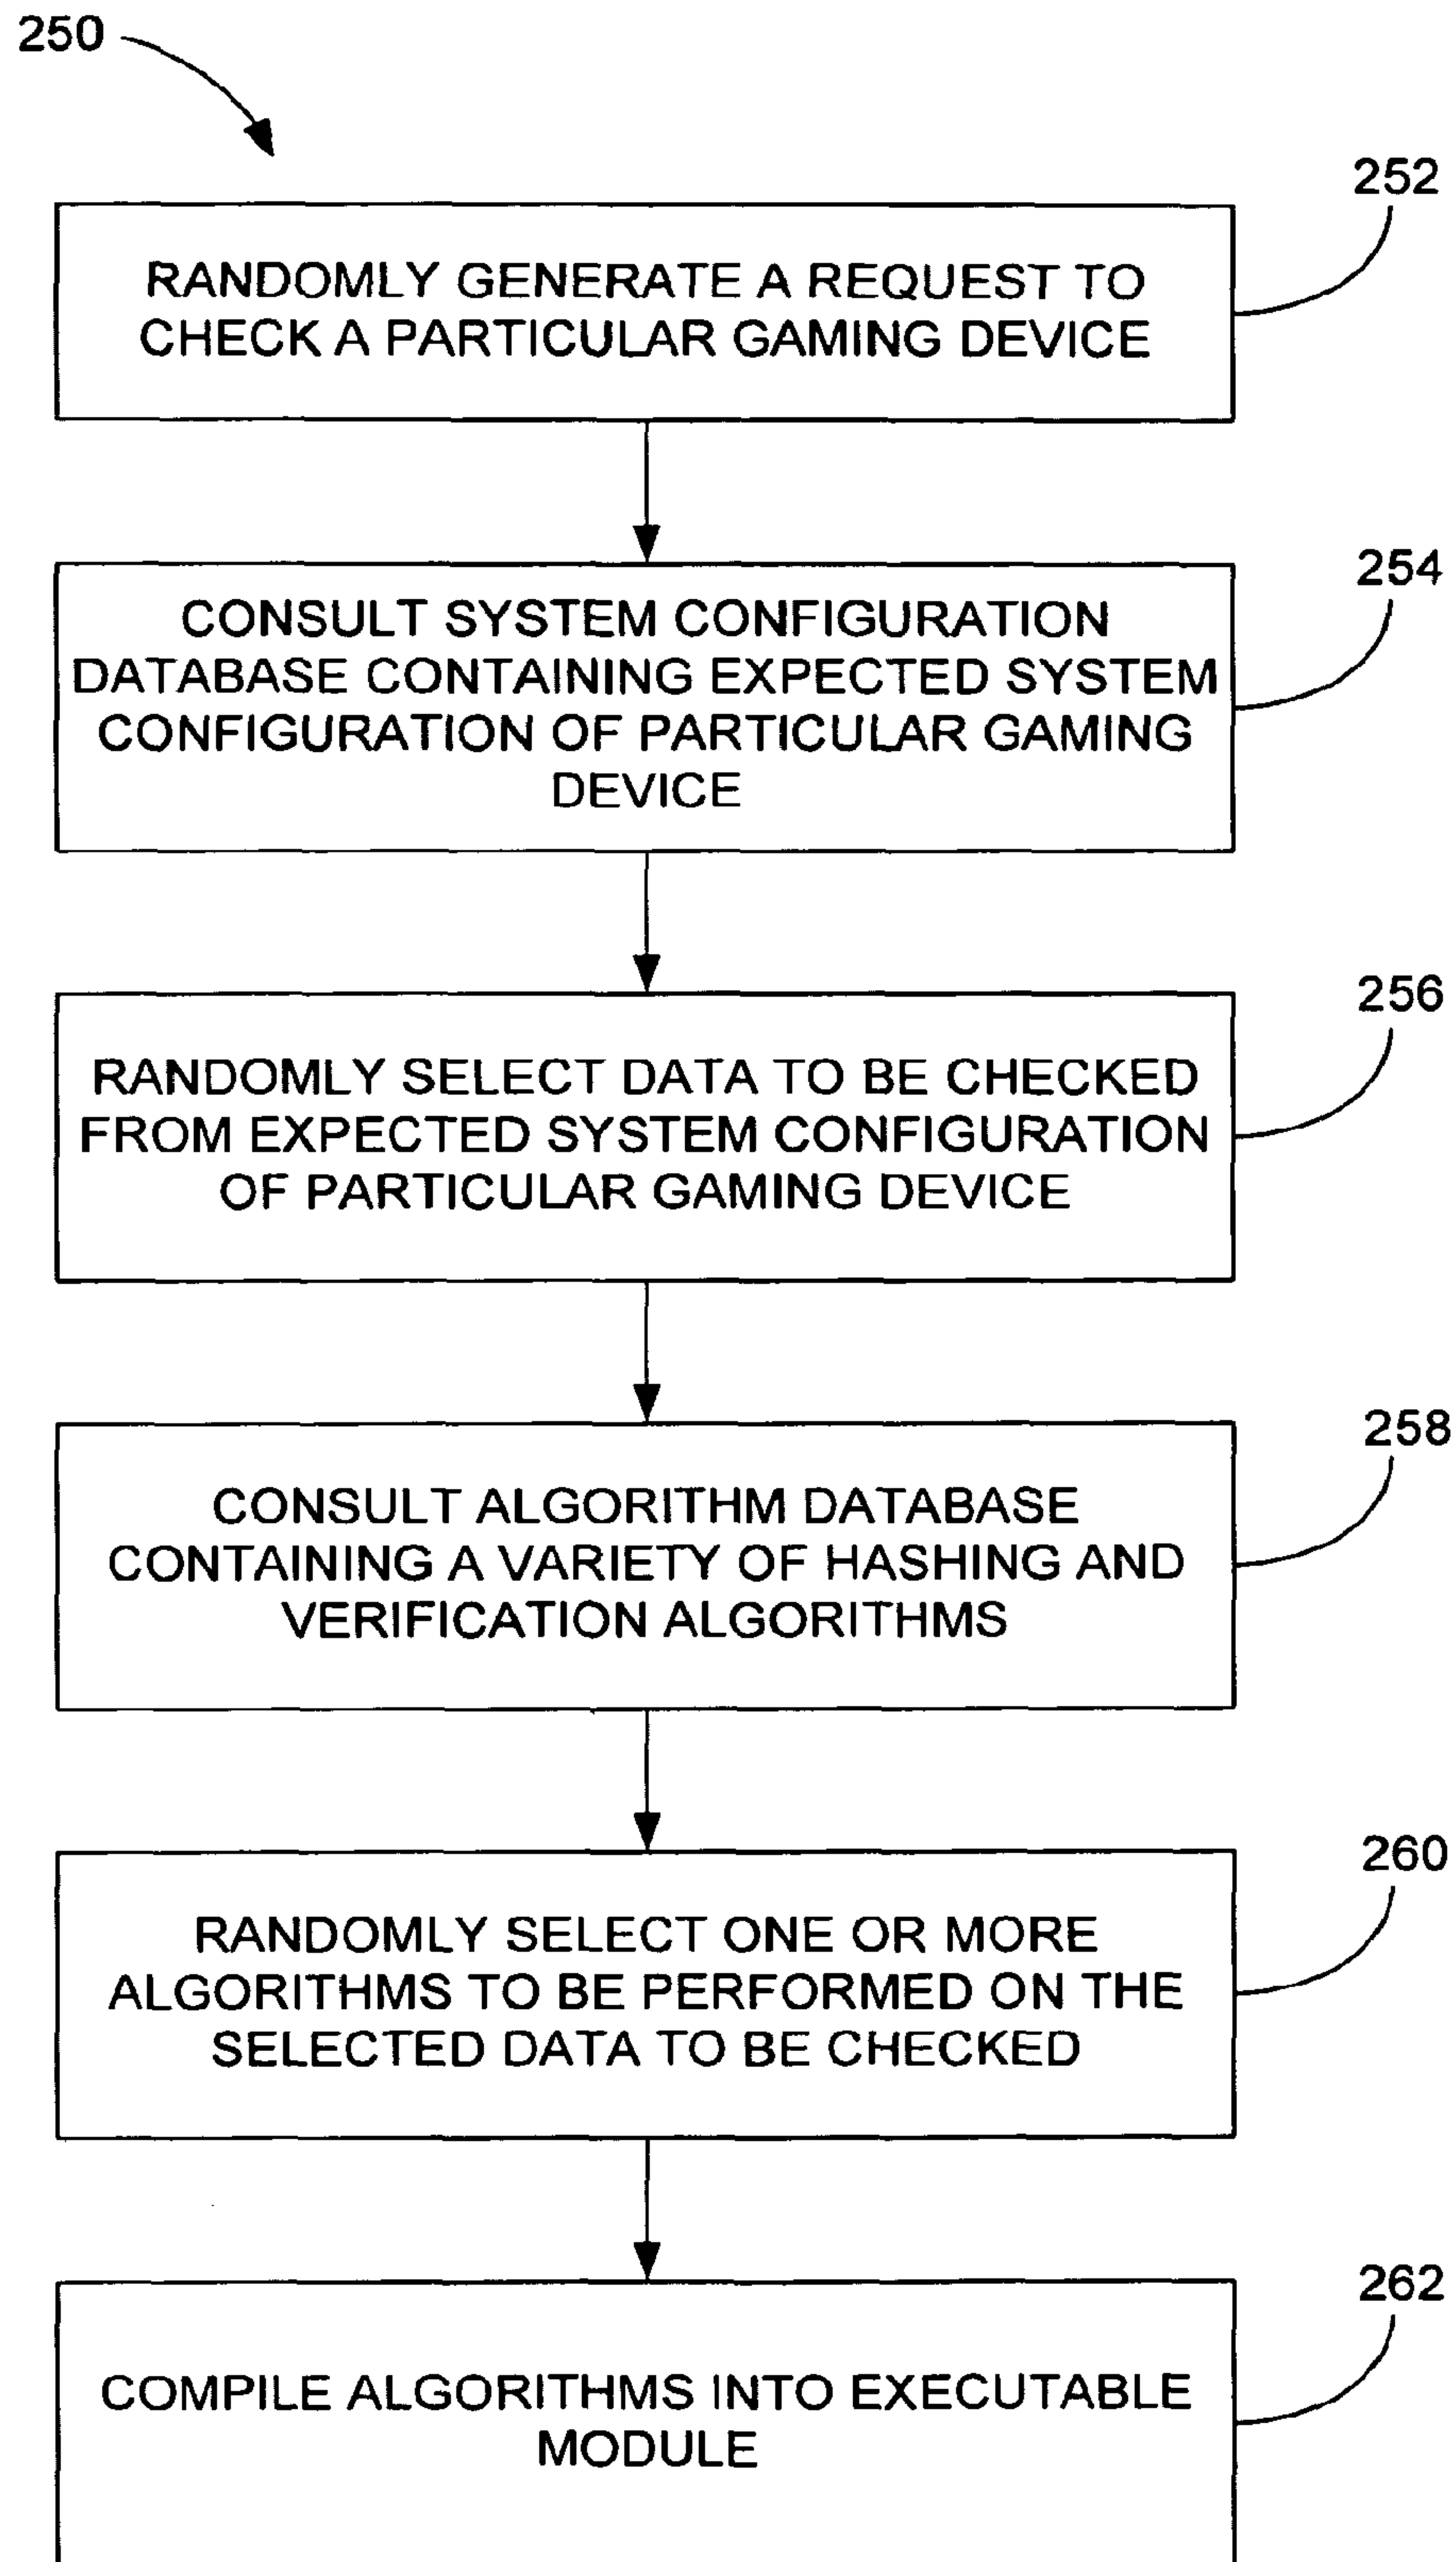 250
252
RANDOMLY GENERATE A REQUEST TO
CHECK A PARTICULAR GAMING DEVICE
254
CONSULT SYSTEM CONFIGURATION
DATABASE CONTAINING EXPECTED SYSTEM
CONFIGURATION OF PARTICULAR GAMING
DEVICE
256
RANDOMLY SELECT DATA TO BE CHECKED
FROM EXPECTED SYSTEM CONFIGURATION
OF PARTICULAR GAMING DEVICE
258
CONSULT ALGORITHM DATABASE
CONTAINING A VARIETY OF HASHING AND
VERIFICATION ALGORITHMS
260
RANDOMLY SELECT ONE OR MORE
ALGORITHMS TO BE PERFORMED ON THE
SELECTED DATA TO BE CHECKED
262
COMPILE ALGORITHMS INTO EXECUTABLE
MODULE